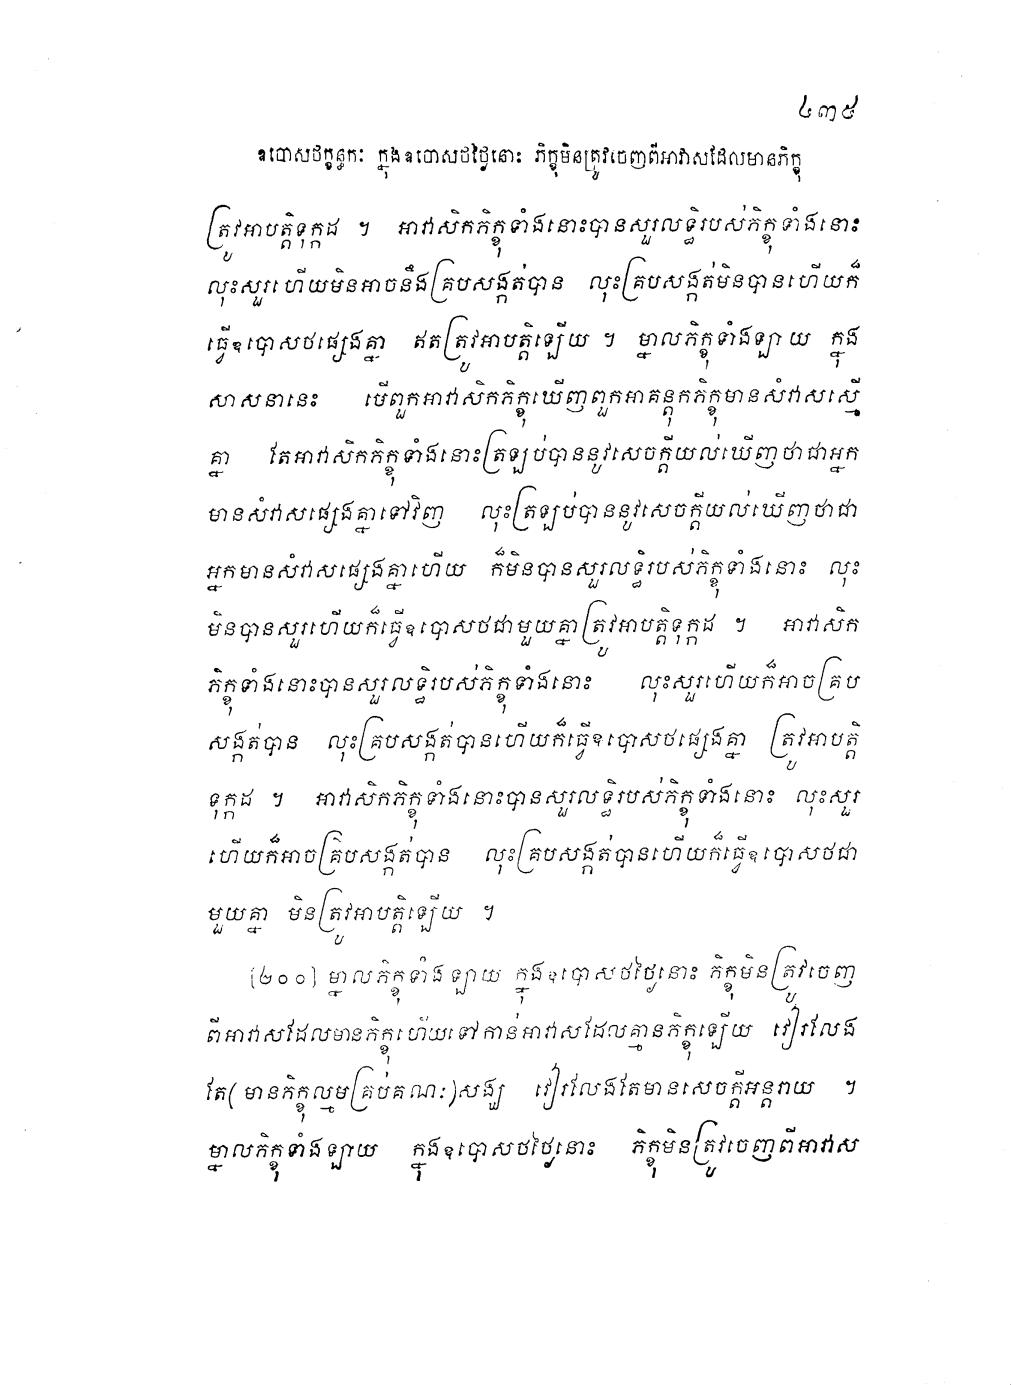 ៤៣៥
ឧបោសថក្ខន្ធកៈ ក្នុងឧបោសថថ្ងៃនោះ ភិក្ខុមិនត្រូវចេញពីអាវាសដែលមានភិក្ខុ
ត្រូវអាបត្តិទុក្កដ ។ អាវាសិកភិក្ខុទាំងនោះបានសួរលទ្ធិរបស់ភិក្ខុទាំងនោះ
លុះសួរហើយមិនអាចនឹងគ្របសង្កត់បាន លុះគ្របសង្កត់មិនបានហើយក៏
ធ្វើឧបោសថផ្សេងគ្នា ឥតត្រូវអាបត្តិឡើយ ។ ម្នាលភិក្ខុទាំងឡាយ ក្នុង
សាសនានេះ បើពួកអាវាសិកភិក្ខុឃើញពួកអាគន្តុកភិក្ខុមានសំវាសស្មើ
គ្នា តែអាវាសិកភិក្ខុទាំងនោះត្រឡប់បាននូវសេចក្តីយល់ឃើញថាជាអ្នក
មានសំវាសផ្សេងគ្នាទៅវិញ លុះត្រឡប់បាននូវសេចក្តីយល់ឃើញថាជា
អ្នកមានសំវាសផ្សេងគ្នាហើយ ក៏មិនបានសួរលទ្ធិរបស់ភិក្ខុទាំងនោះ លុះ
មិនបានសួរហើយក៏ធ្វើឧបោសថជាមួយគ្នាត្រូវអាបត្តិទុក្កដ ។ អាវាសិក
ភិក្ខុទាំងនោះបានសួរលទ្ធិរបស់ភិក្ខុទាំងនោះ លុះសួរហើយក៏អាចគ្រប
សង្កត់បាន លុះគ្របសង្កត់បានហើយក៏ធ្វើឧបោសថផ្សេងគ្នា ត្រូវអាបត្តិ
ទុក្កដ ។ អាវាសិកភិក្ខុទាំងនោះបានសួរលទ្ធិរបស់ភិក្ខុទាំងនោះ លុះសួរ
ហើយក៏អាចគ្របសង្កត់បាន លុះគ្របសង្កត់បានហើយក៏ធ្វើឧបោសថជា
មួយគ្នា មិនត្រូវអាបត្តិឡើយ ។
[២០០] ម្នាលភិក្ខុទាំងឡាយ ក្នុងឧបោសថថ្ងៃនោះ ភិក្ខុមិនត្រូវចេញ
ពីអាវាសដែលមានភិក្ខុហើយទៅកាន់អាវាសដែលគ្មានភិក្ខុឡើយ វៀរលែង
តែ(មានភិក្ខុល្មមគ្រប់គណៈ)សង្ឃ វៀរលែងតែមានសេចក្តីអន្តរាយ ។
ម្នាលភិក្ខុទាំងឡាយ ក្នុងឧបោសថថ្ងៃនោះ ភិក្ខុមិនត្រូវចេញពីអាវាស